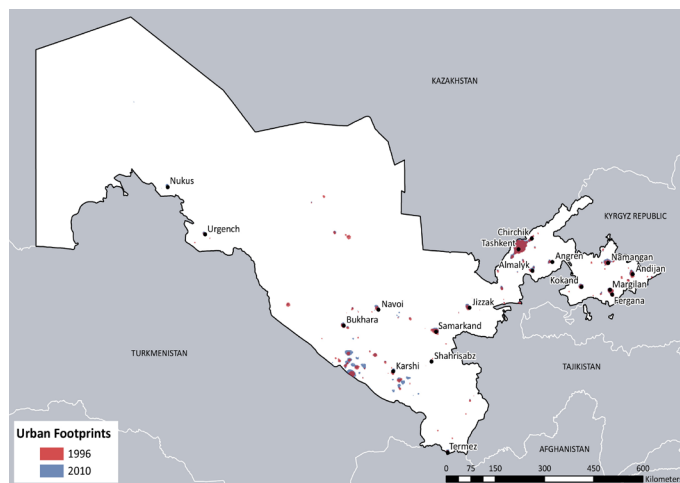 KAZAKHSTAN
Nukus
Urgench
Chirchik
Tashkent
KYRGYZ REPUBLIC
Angren
Namangan
Almalyk
Andijan
Kokand
Margilan
Fergana
Navoi
Jizzak
Bukhara
Samarkand
TURKMENISTAN
Shahrisabz
Karshi
TAJIKISTAN
Urban Footprints
1996
2010
Termez
AFGHANISTAN
0 75 150 300 450 600
Kilometers